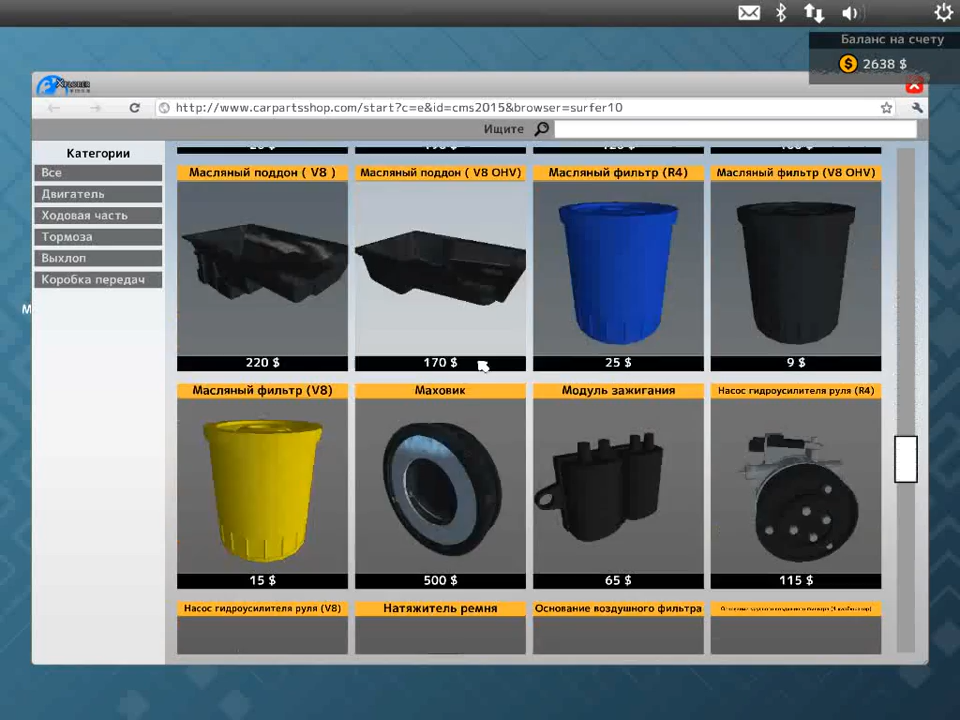 Баланс на счету
2638 $
http://www.carpartsshop.com/start?c=e&id=cms2015&browser=surfer10
Ищите
Категории
Все
Двигатель
Ходовая часть
Тормоза
Выхлоп
Коробка передач
Масляный поддон ( V8 )
Масляный поддон ( V8 OHV)
Масляный фильтр (R4)
Масляный фильтр (V8 OHV)
220 $
170 $
25 $
9 $
Масляный фильтр (V8)
Маховик
Модуль зажигания
Насос гидроусилителя руля (R4)
15 $
500 $
65 $
115 $
Насос гидроусилителя руля (V8)
Натяжитель ремня
Основание воздушного фильтра